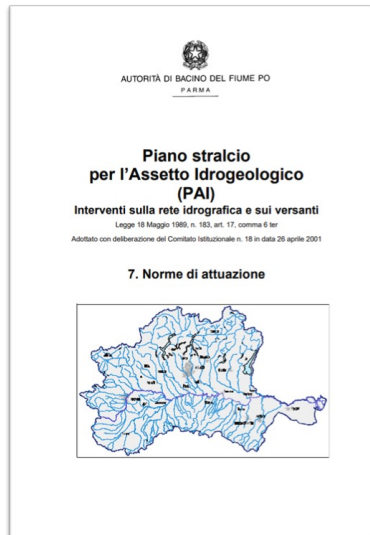 AUTORITÀ DI BACINO DEL FIUME PO
PARMA
Piano stralcio
per l'Assetto Idrogeologico
(PAI)
Interventi sulla rete idrografica e sui versanti
Legge 18 Maggio 1989, n. 183, art. 17, comma 6 ter
Adottato con deliberazione del Comitato Istituzionale n. 18 in data 26 aprile 2001
7. Norme di attuazione